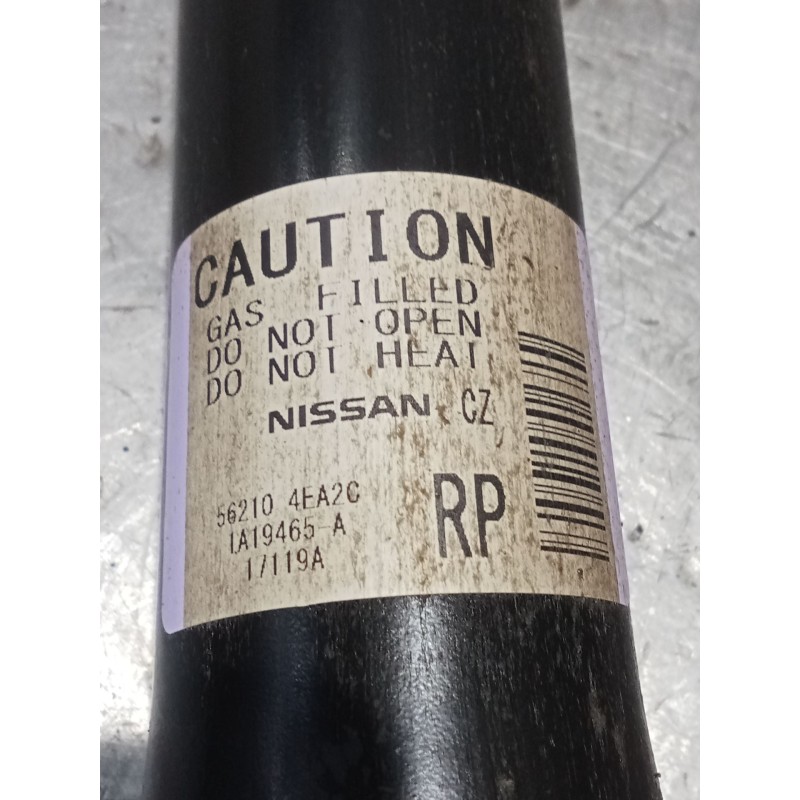 CAUTION
GAS FILLED
DO NOT OPEN
DO NOT HEAT
NISSAN CZ
56210 4EA2C
1A19465-A
17119A
RP